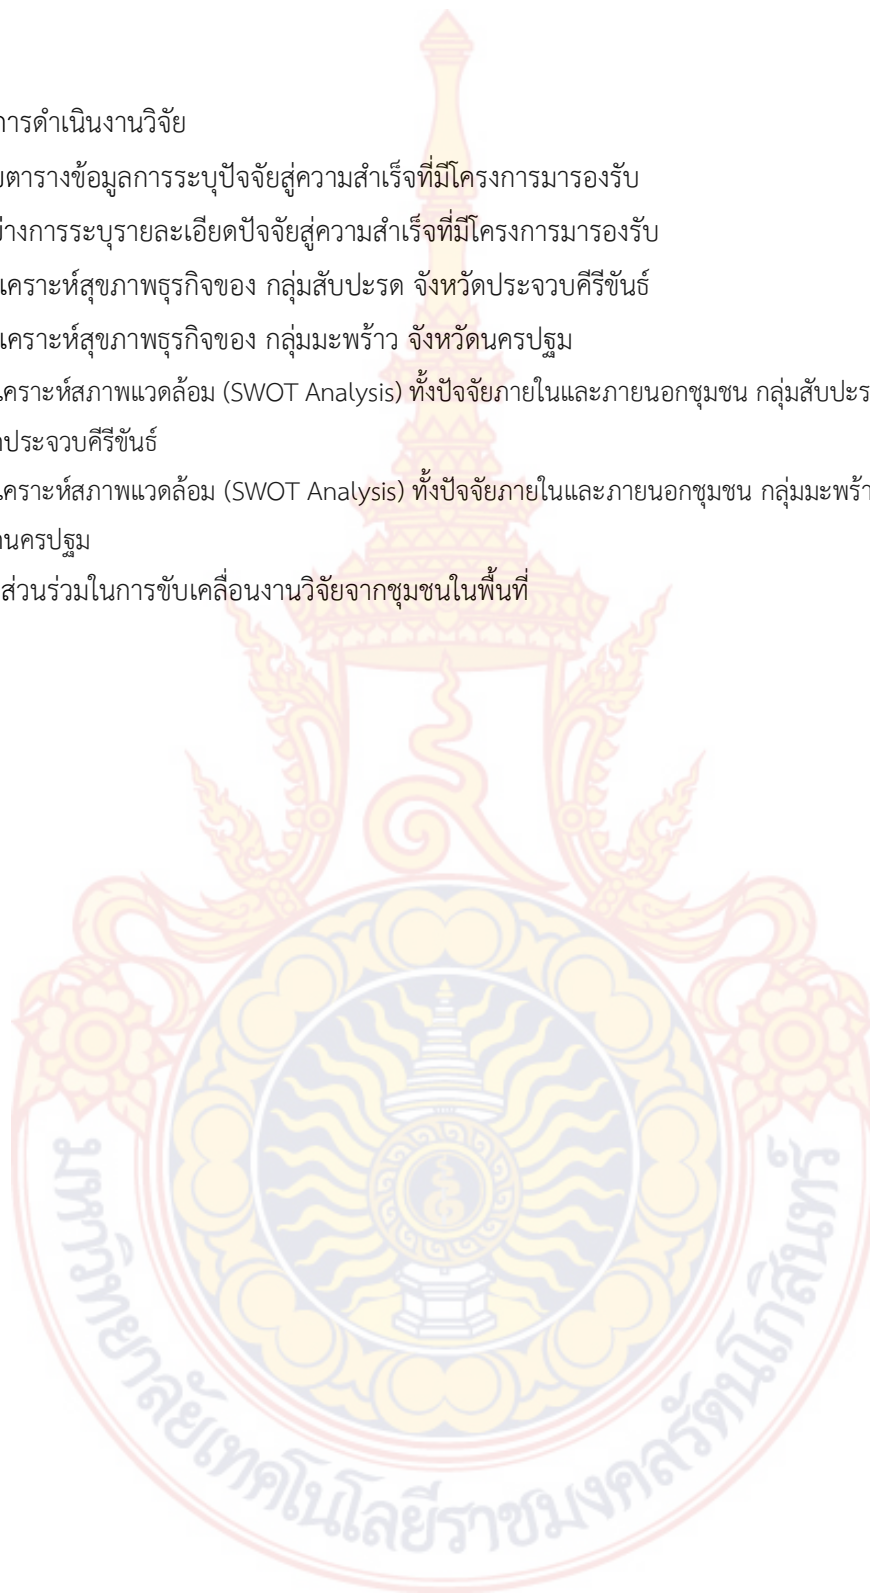 การดำเนินงานวิจัย
ตารางข้อมูลการระบุปัจจัยสู่ความสำเร็จที่มีโครงการมารองรับ
่างการระบุรายละเอียดปัจจัยสู่ความสำเร็จที่มีโครงการมารองรับ
เคราะห์สุขภาพธุรกิจของ กลุ่มสับปะรด จังหวัดประจวบคีรีขันธ์
เคราะห์สุขภาพธุรกิจของ กลุ่มมะพร้าว จังหวัดนครปฐม
เคราะห์สภาพแวดล้อม (SWOT Analysis) ทั้งปัจจัยภายในและภายนอกชุมชน กลุ่มสับปะร
ประจวบคีรีขันธ์
เคราะห์สภาพแวดล้อม (SWOT Analysis) ทั้งปัจจัยภายในและภายนอกชุมชน กลุ่มมะพร้า
นครปฐม
ส่วนร่วมในการขับเคลื่อนงานวิจัยจากชุมชนในพื้นที่
มหาวิทยาลัยเทคโนโลยีราชมงคลรัตนโกสินทร์